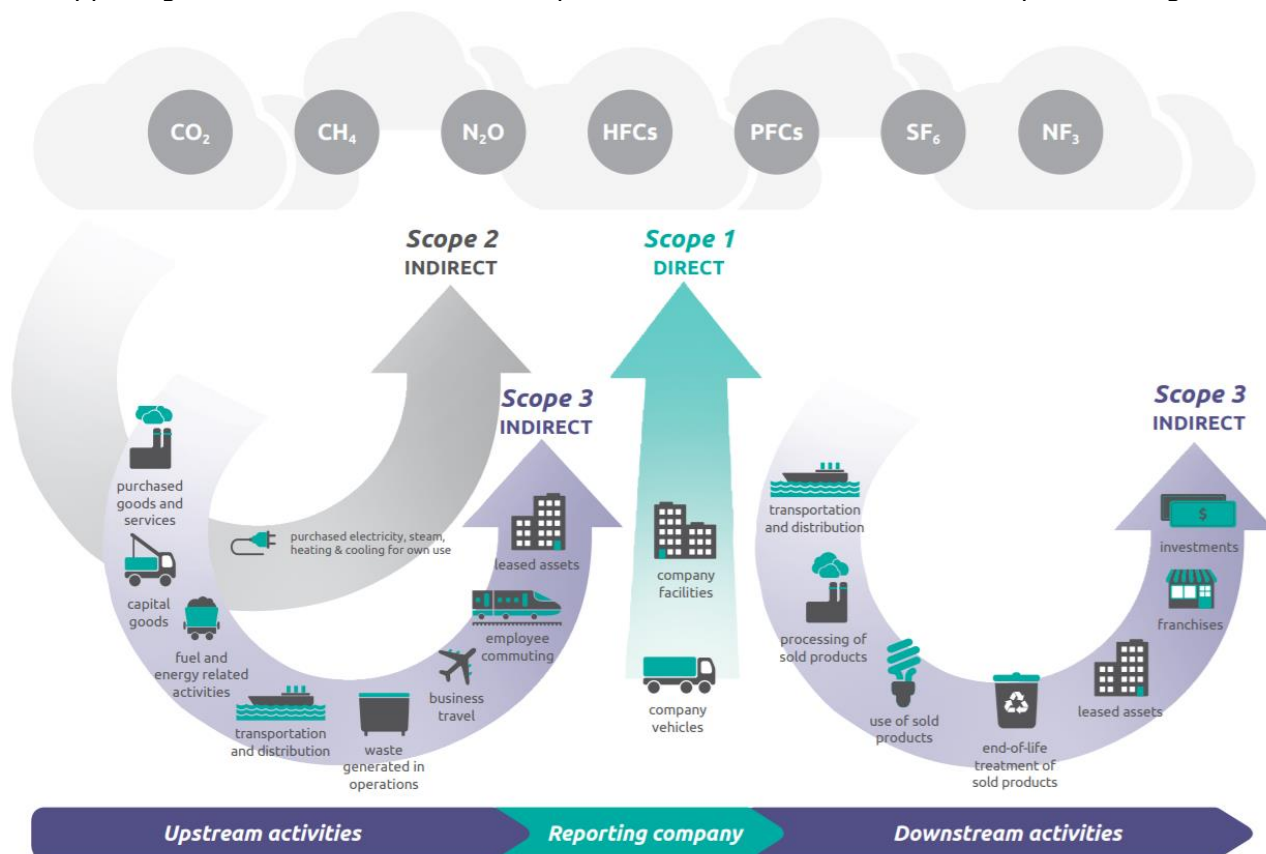 CO₂
CH₄
N₂O
HFCs
PFCs
SF₆
NF₃
Scope 2
INDIRECT
Scope 1
DIRECT
Scope 3
INDIRECT
Scope 3
INDIRECT
purchased
goods and
services
capital
goods
fuel and
energy related
activities
transportation
and distribution
waste
generated in
operations
business
travel
employee
commuting
leased assets
purchased electricity, steam,
heating & cooling for own use
company
facilities
company
vehicles
transportation
and distribution
processing of
sold products
use of sold
products
end-of-life
treatment of
sold products
leased assets
franchises
investments
$
Upstream activities
Reporting company
Downstream activities